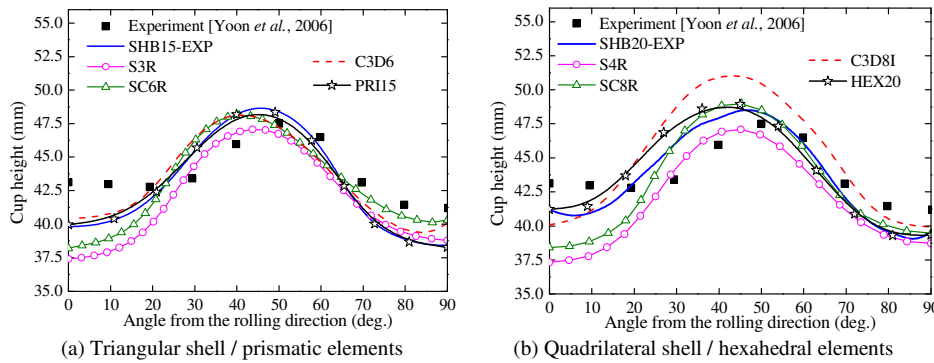 55.0
52.5
50.0
47.5
45.0
42.5
40.0
37.5
35.0
Cup height (mm)
Experiment [Yoon et al., 2006]
SHB15-EXP
S3R
SC6R
C3D6
PRI15
0 10 20 30 40 50 60 70 80 90
Angle from the rolling direction (deg.)
(a) Triangular shell / prismatic elements
55.0
52.5
50.0
47.5
45.0
42.5
40.0
37.5
35.0
Cup height (mm)
Experiment [Yoon et al., 2006]
SHB20-EXP
S4R
SC8R
C3D8I
HEX20
0 10 20 30 40 50 60 70 80 90
Angle from the rolling direction (deg.)
(b) Quadrilateral shell / hexahedral elements